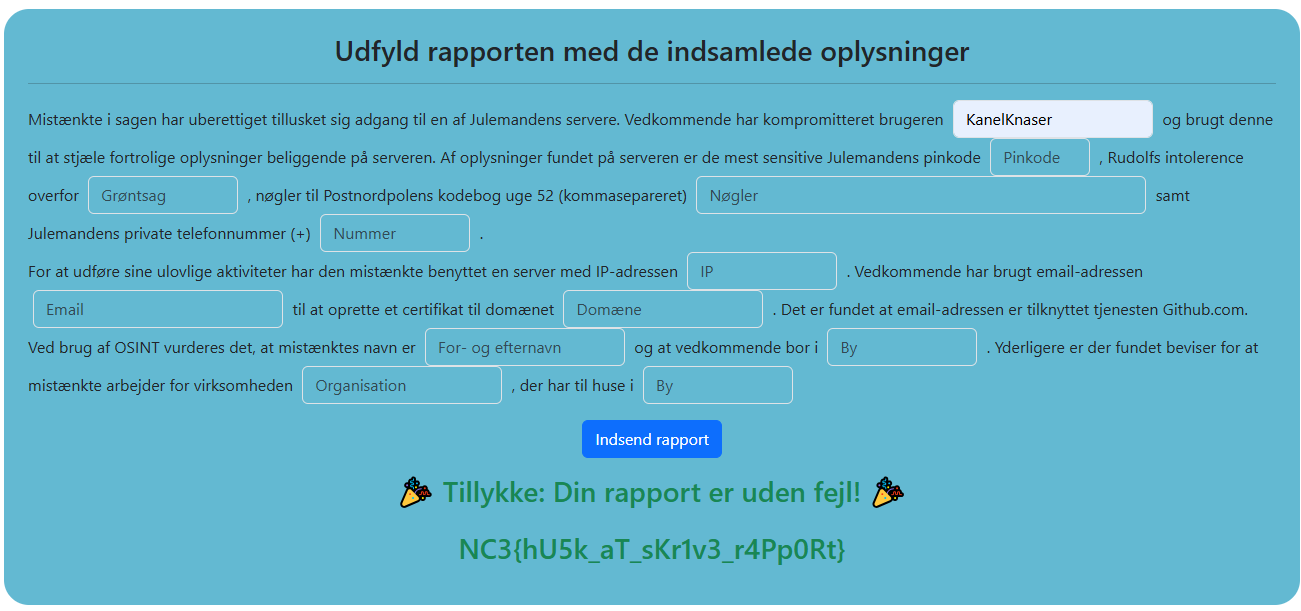 Udfyld rapporten med de indsamlede oplysninger
Mistænkte i sagen har uberettiget tillusket sig adgang til en af Julemandens servere. Vedkommende har kompromitteret brugeren KanelKnaser og brugt denne
til at stjæle fortrolige oplysninger beliggende på serveren. Af oplysninger fundet på serveren er de mest sensitive Julemandens pinkode Pinkode , Rudolfs intolerence
overfor Grøntsag , nøgler til Postnordpolens kodebog uge 52 (kommasepareret) Nøgler samt
Julemandens private telefonnummer (+) Nummer .
For at udføre sine ulovlige aktiviteter har den mistænkte benyttet en server med IP-adressen IP . Vedkommende har brugt email-adressen
Email til at oprette et certifikat til domænet Domæne . Det er fundet at email-adressen er tilknyttet tjenesten Github.com.
Ved brug af OSINT vurderes det, at mistænktes navn er For- og efternavn og at vedkommende bor i By . Yderligere er der fundet beviser for at
mistænkte arbejder for virksomheden Organisation , der har til huse i By
Indsend rapport
🎉 Tillykke: Din rapport er uden fejl! 🎉
NC3{hU5k_aT_sKr1v3_r4Pp0Rt}